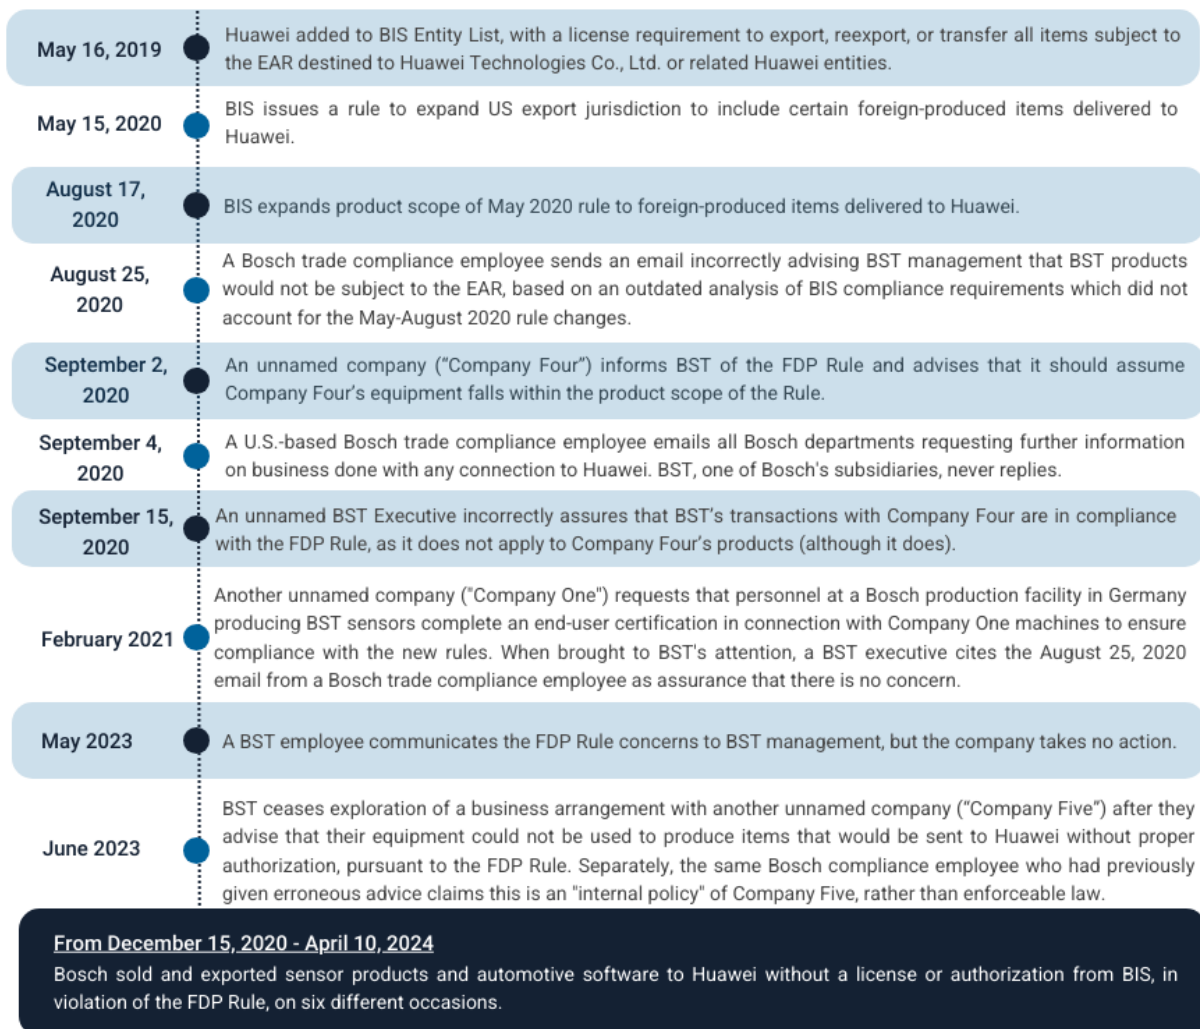 May 16, 2019
Huawei added to BIS Entity List, with a license requirement to export, reexport, or transfer all items subject to
the EAR destined to Huawei Technologies Co., Ltd. or related Huawei entities.
May 15, 2020
BIS issues a rule to expand US export jurisdiction to include certain foreign-produced items delivered to
Huawei.
August 17,
2020
BIS expands product scope of May 2020 rule to foreign-produced items delivered to Huawei.
August 25,
2020
A Bosch trade compliance employee sends an email incorrectly advising BST management that BST products
would not be subject to the EAR, based on an outdated analysis of BIS compliance requirements which did not
account for the May-August 2020 rule changes.
September 2,
2020
An unnamed company (“Company Four”) informs BST of the FDP Rule and advises that it should assume
Company Four’s equipment falls within the product scope of the Rule.
September 4,
2020
A U.S.-based Bosch trade compliance employee emails all Bosch departments requesting further information
on business done with any connection to Huawei. BST, one of Bosch's subsidiaries, never replies.
September 15,
2020
An unnamed BST Executive incorrectly assures that BST’s transactions with Company Four are in compliance
with the FDP Rule, as it does not apply to Company Four’s products (although it does).
February 2021
Another unnamed company ("Company One") requests that personnel at a Bosch production facility in Germany
producing BST sensors complete an end-user certification in connection with Company One machines to ensure
compliance with the new rules. When brought to BST's attention, a BST executive cites the August 25, 2020
email from a Bosch trade compliance employee as assurance that there is no concern.
May 2023
A BST employee communicates the FDP Rule concerns to BST management, but the company takes no action.
June 2023
BST ceases exploration of a business arrangement with another unnamed company (“Company Five”) after they
advise that their equipment could not be used to produce items that would be sent to Huawei without proper
authorization, pursuant to the FDP Rule. Separately, the same Bosch compliance employee who had previously
given erroneous advice claims this is an "internal policy" of Company Five, rather than enforceable law.
From December 15, 2020 - April 10, 2024
Bosch sold and exported sensor products and automotive software to Huawei without a license or authorization from BIS, in
violation of the FDP Rule, on six different occasions.